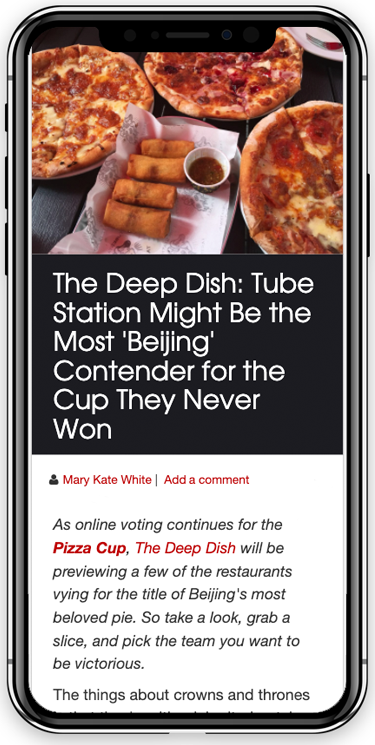 The Deep Dish: Tube
Station Might Be the
Most 'Beijing'
Contender for the
Cup They Never
Won
Mary Kate White | Add a comment
As online voting continues for the
Pizza Cup, The Deep Dish will be
previewing a few of the restaurants
vying for the title of Beijing's most
beloved pie. So take a look, grab a
slice, and pick the team you want to
be victorious.
The things about crowns and thrones